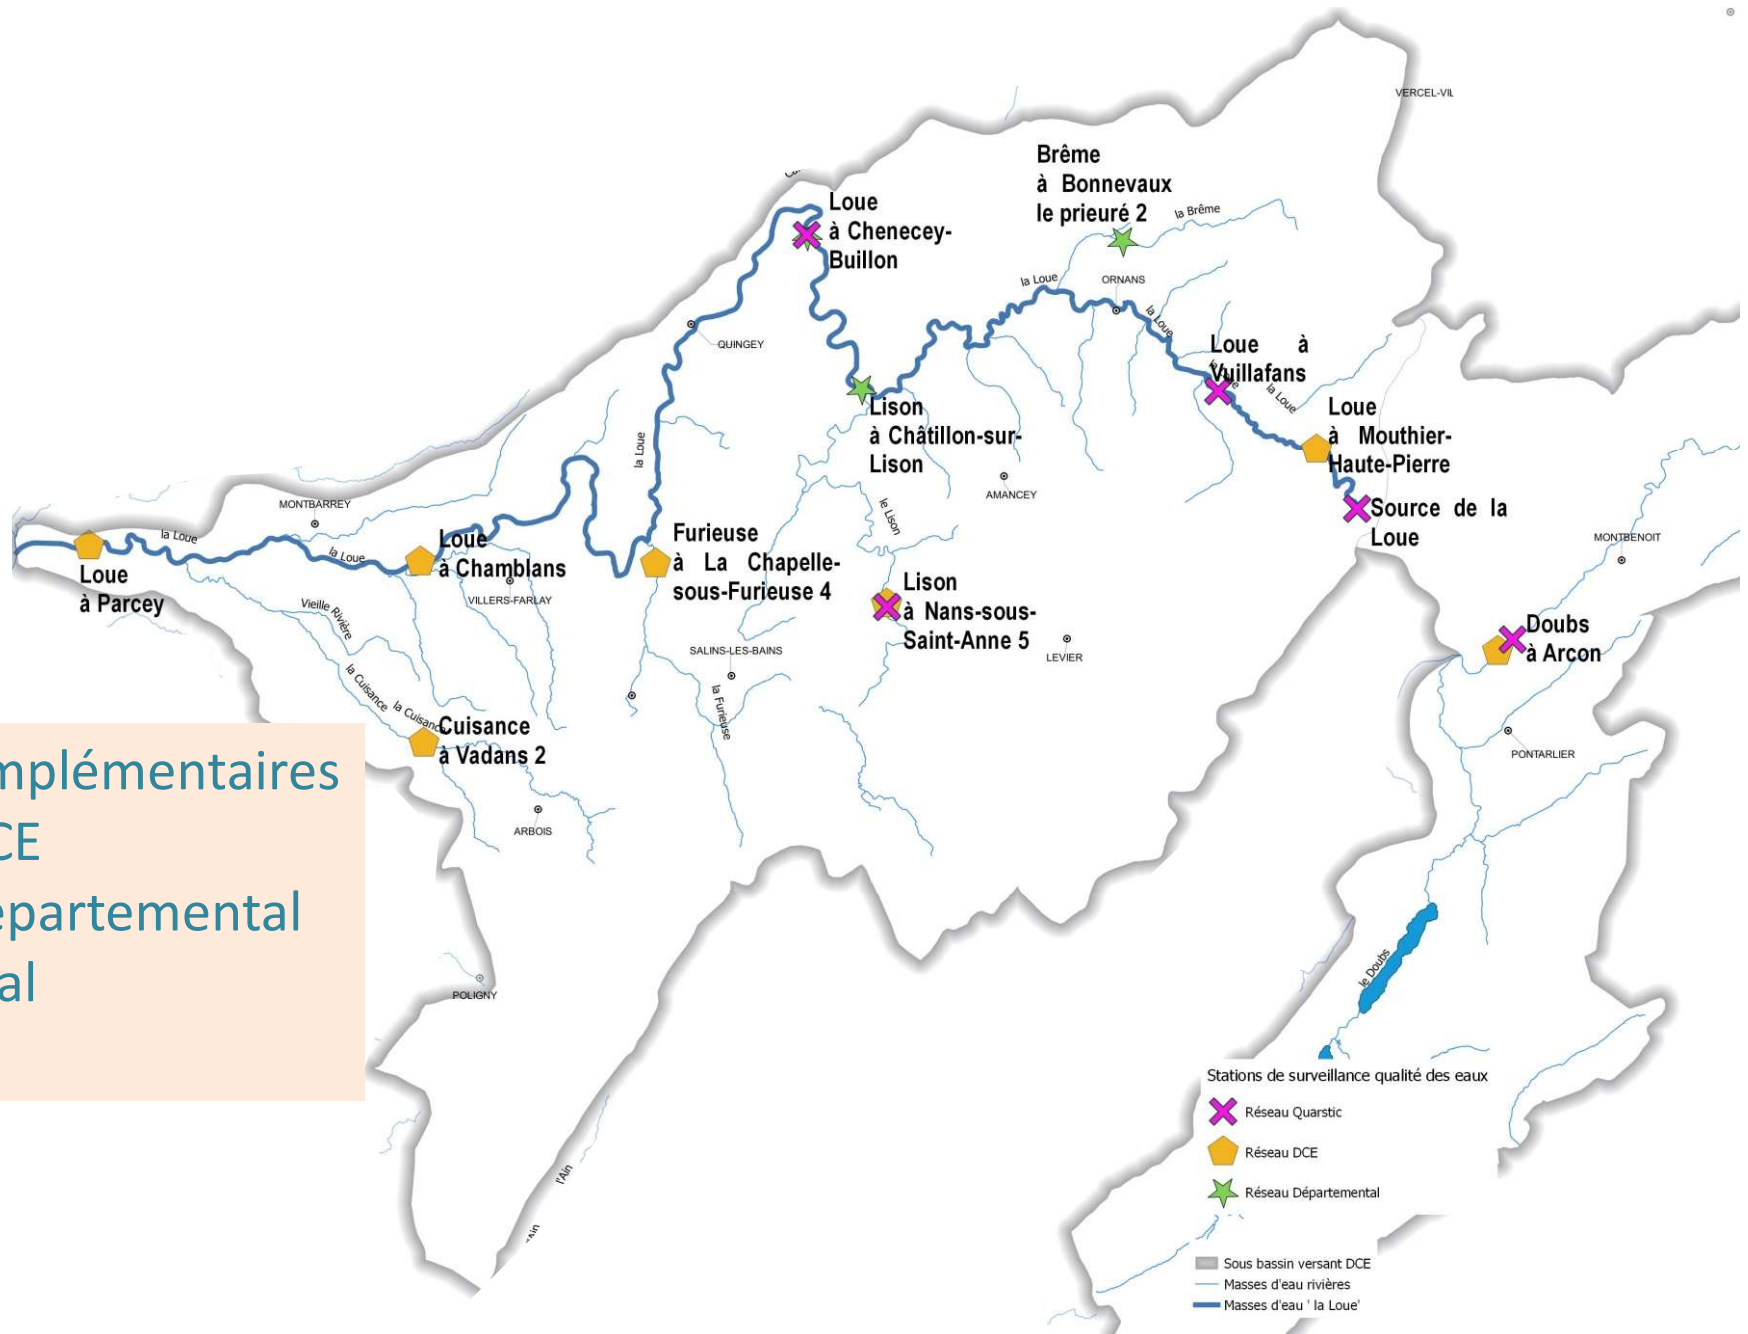 VERCEL-VIL
Brême
à Bonnevaux
le prieuré 2
la Brême
Loue
à Chenecey-
Buillon
la Loue
ORNANS
la Loue
QUINGEY
Loue à
Vuillafans
la Loue
la Loue
Lison
à Châtillon-sur-
Lison
Loue
à Mouthier-
Haute-Pierre
la Loue
AMANCEY
le Lison
Source de la
Loue
MONTBARREY
la Loue
la Loue
Loue
à Chamblans
VILLERS-FARLAY
Furieuse
à La Chapelle-
sous-Furieuse 4
MONTBENOIT
Loue
à Parcey
Vieille Rivière
Lison
à Nans-sous-
Saint-Anne 5
Doubs
à Arcon
SALINS-LES-BAINS
LEVIER
la Cuisance
la Cuisance
la Furieuse
Cuisance
à Vadans 2
PONTARLIER
ARBOIS
mplémentaires
CE
épartemental
al
POLIGNY
le Doubs
l'Ain
l'Ain
Stations de surveillance qualité des eaux
Réseau Quarstic
Réseau DCE
Réseau Départemental
Sous bassin versant DCE
Masses d'eau rivières
Masses d'eau ' la Loue'